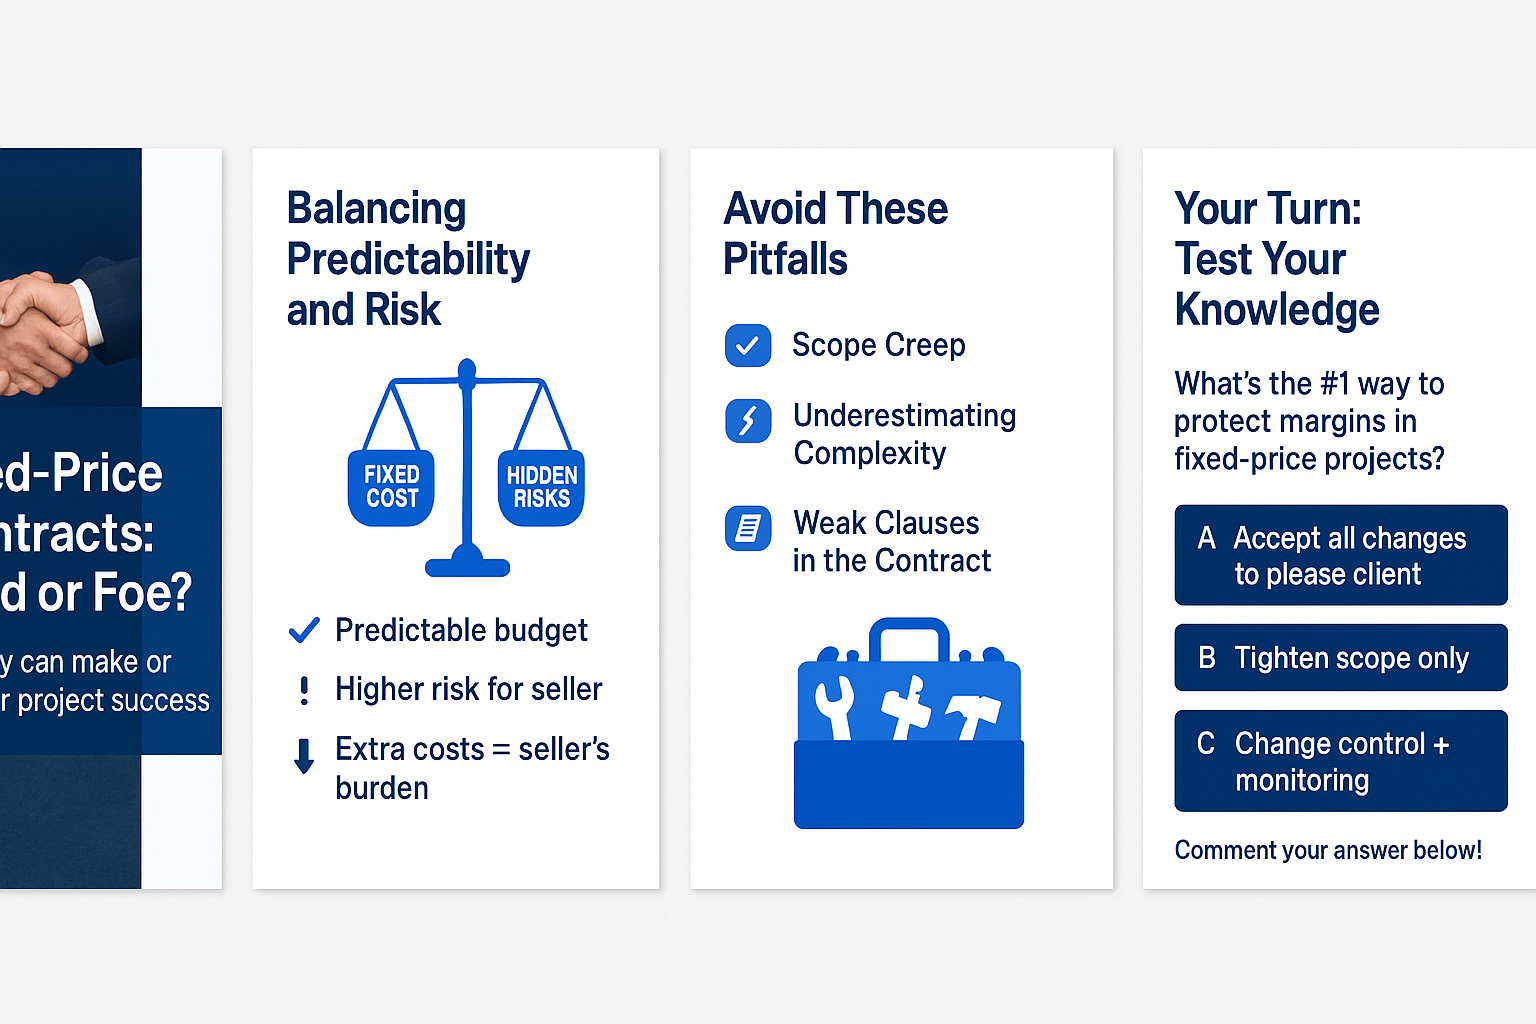 ed-Price
ntracts:
d or Foe?
y can make or
r project success
Balancing
Predictability
and Risk
FIXED
COST
HIDDEN
RISKS
Predictable budget
! Higher risk for seller
Extra costs = seller's
burden
Avoid These
Pitfalls
Scope Creep
Underestimating
Complexity
Weak Clauses
in the Contract
Your Turn:
Test Your
Knowledge
What's the #1 way to
protect margins in
fixed-price projects?
A Accept all changes
to please client
B Tighten scope only
C Change control +
monitoring
Comment your answer below!